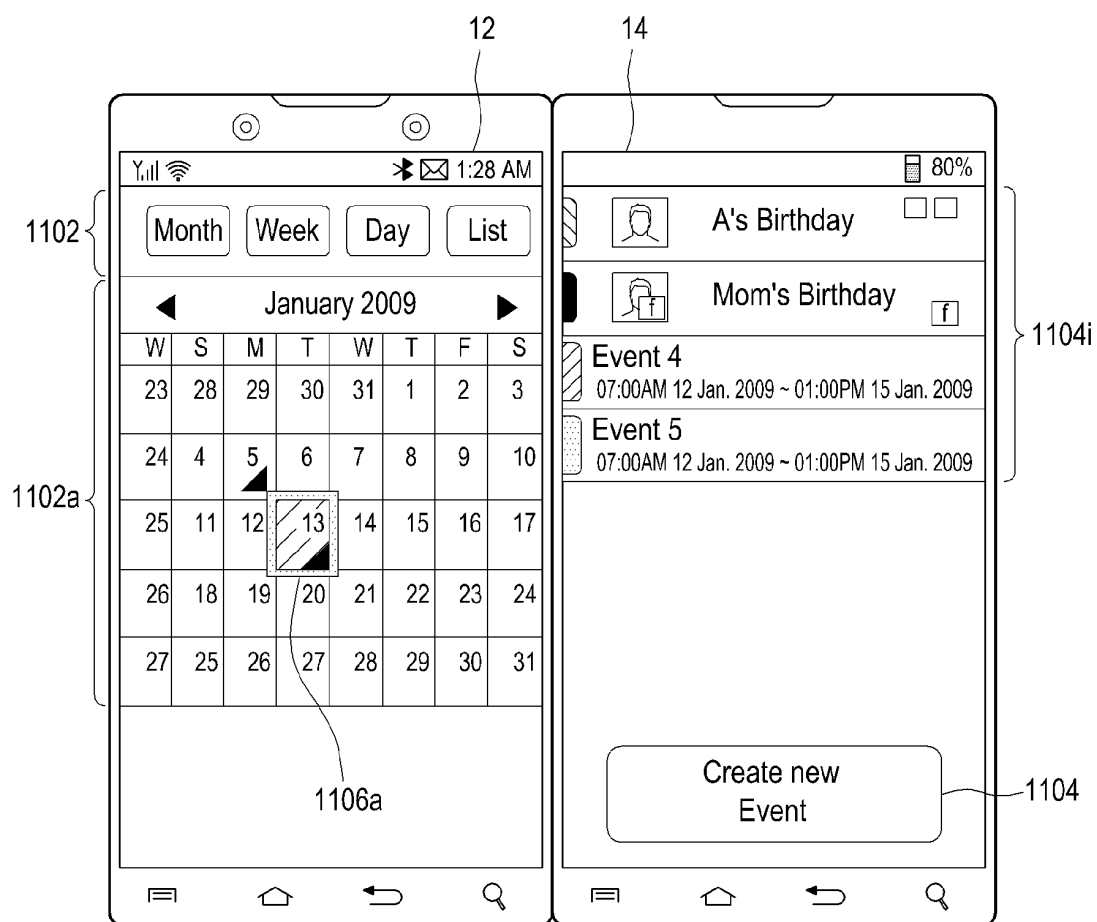 12
14
1:28 AM
80%
1102
Month Week Day List
A's Birthday
January 2009
Mom's Birthday
f
f
1104i
W S M T W T F S
23 28 29 30 31 1 2 3
Event 4
07:00AM 12 Jan. 2009 ~ 01:00PM 15 Jan. 2009
24 4 5 6 7 8 9 10
Event 5
07:00AM 12 Jan. 2009 ~ 01:00PM 15 Jan. 2009
1102a
25 11 12 13 14 15 16 17
26 18 19 20 21 22 23 24
27 25 26 27 28 29 30 31
1106a
Create new
Event
1104